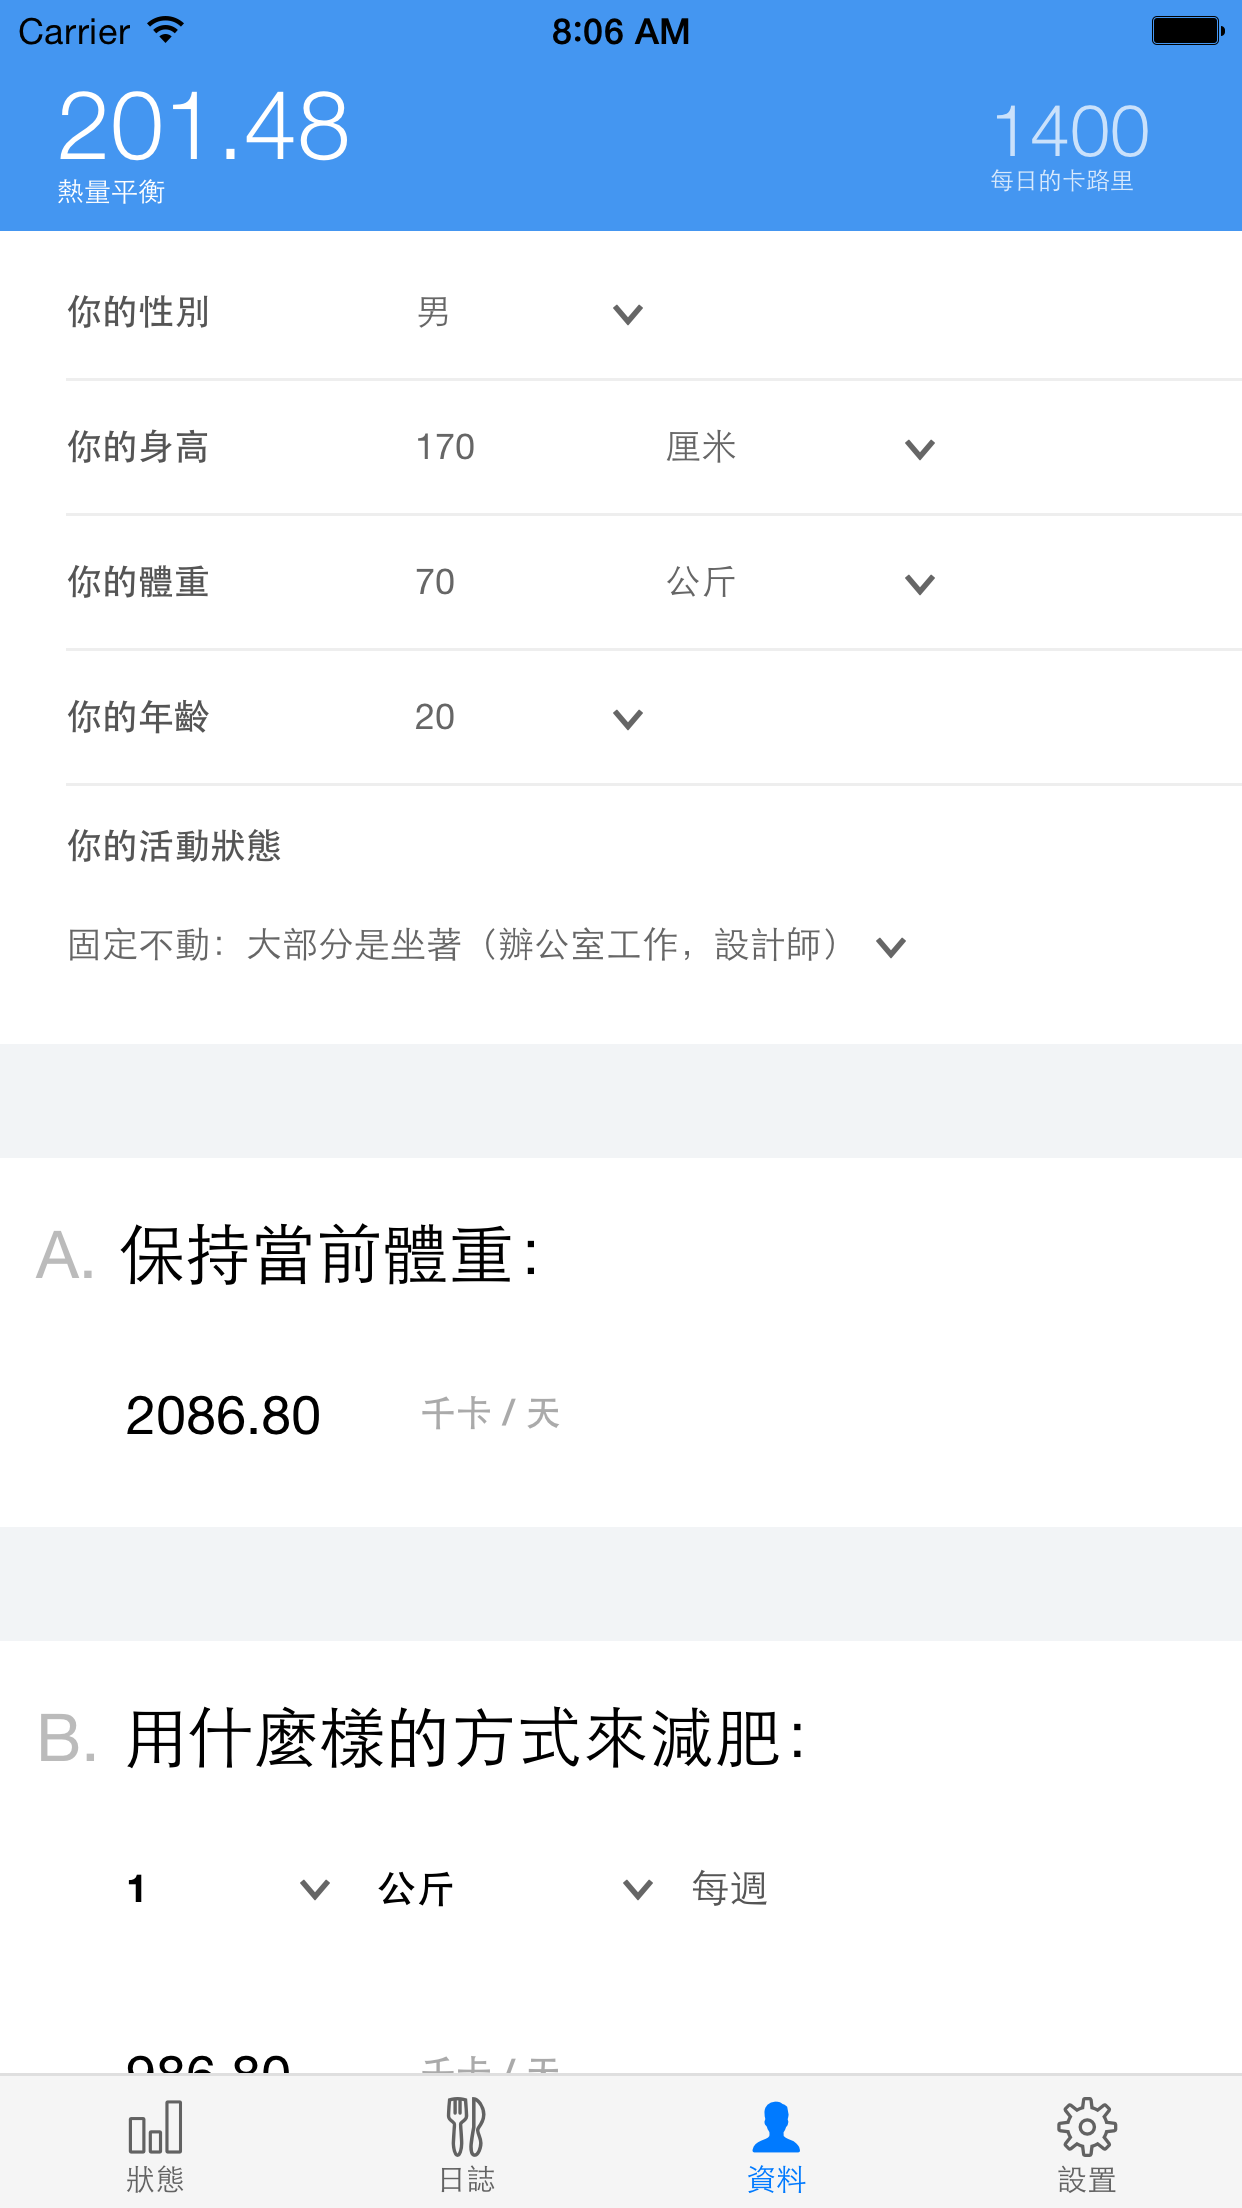 Carrier 8:06 AM
201.48 1400
熱量平衡 每日的卡路里
你的性別 男
你的身高 170 厘米
你的體重 70 公斤
你的年齡 20
你的活動狀態
固定不動：大部分是坐著（辦公室工作，設計師）
A. 保持當前體重：
2086.80 千卡 / 天
B. 用什麼樣的方式來減肥：
1 公斤 每週
986.80 千卡 / 天
狀態 日誌 資料 設置